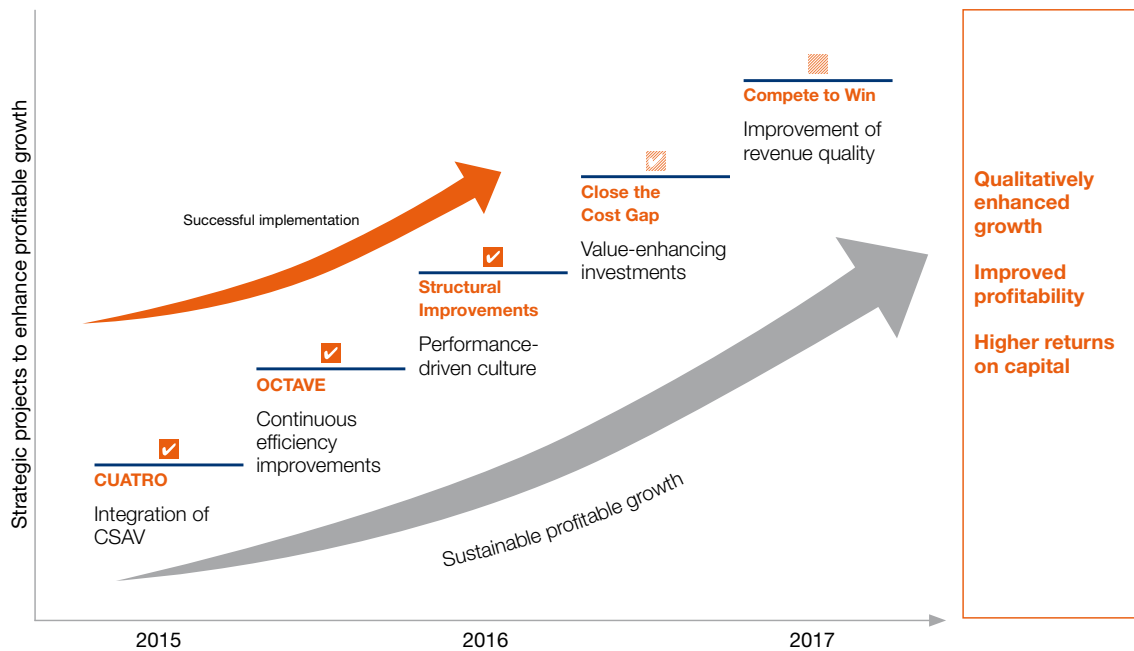 Strategic projects to enhance profitable growth
Successful implementation
CUATRO
Integration of
CSAV
OCTAVE
Continuous
efficiency
improvements
Structural
Improvements
Performance-
driven culture
Close the
Cost Gap
Value-enhancing
investments
Compete to Win
Improvement of
revenue quality
Sustainable profitable growth
Qualitatively
enhanced
growth
Improved
profitability
Higher returns
on capital
2015
2016
2017